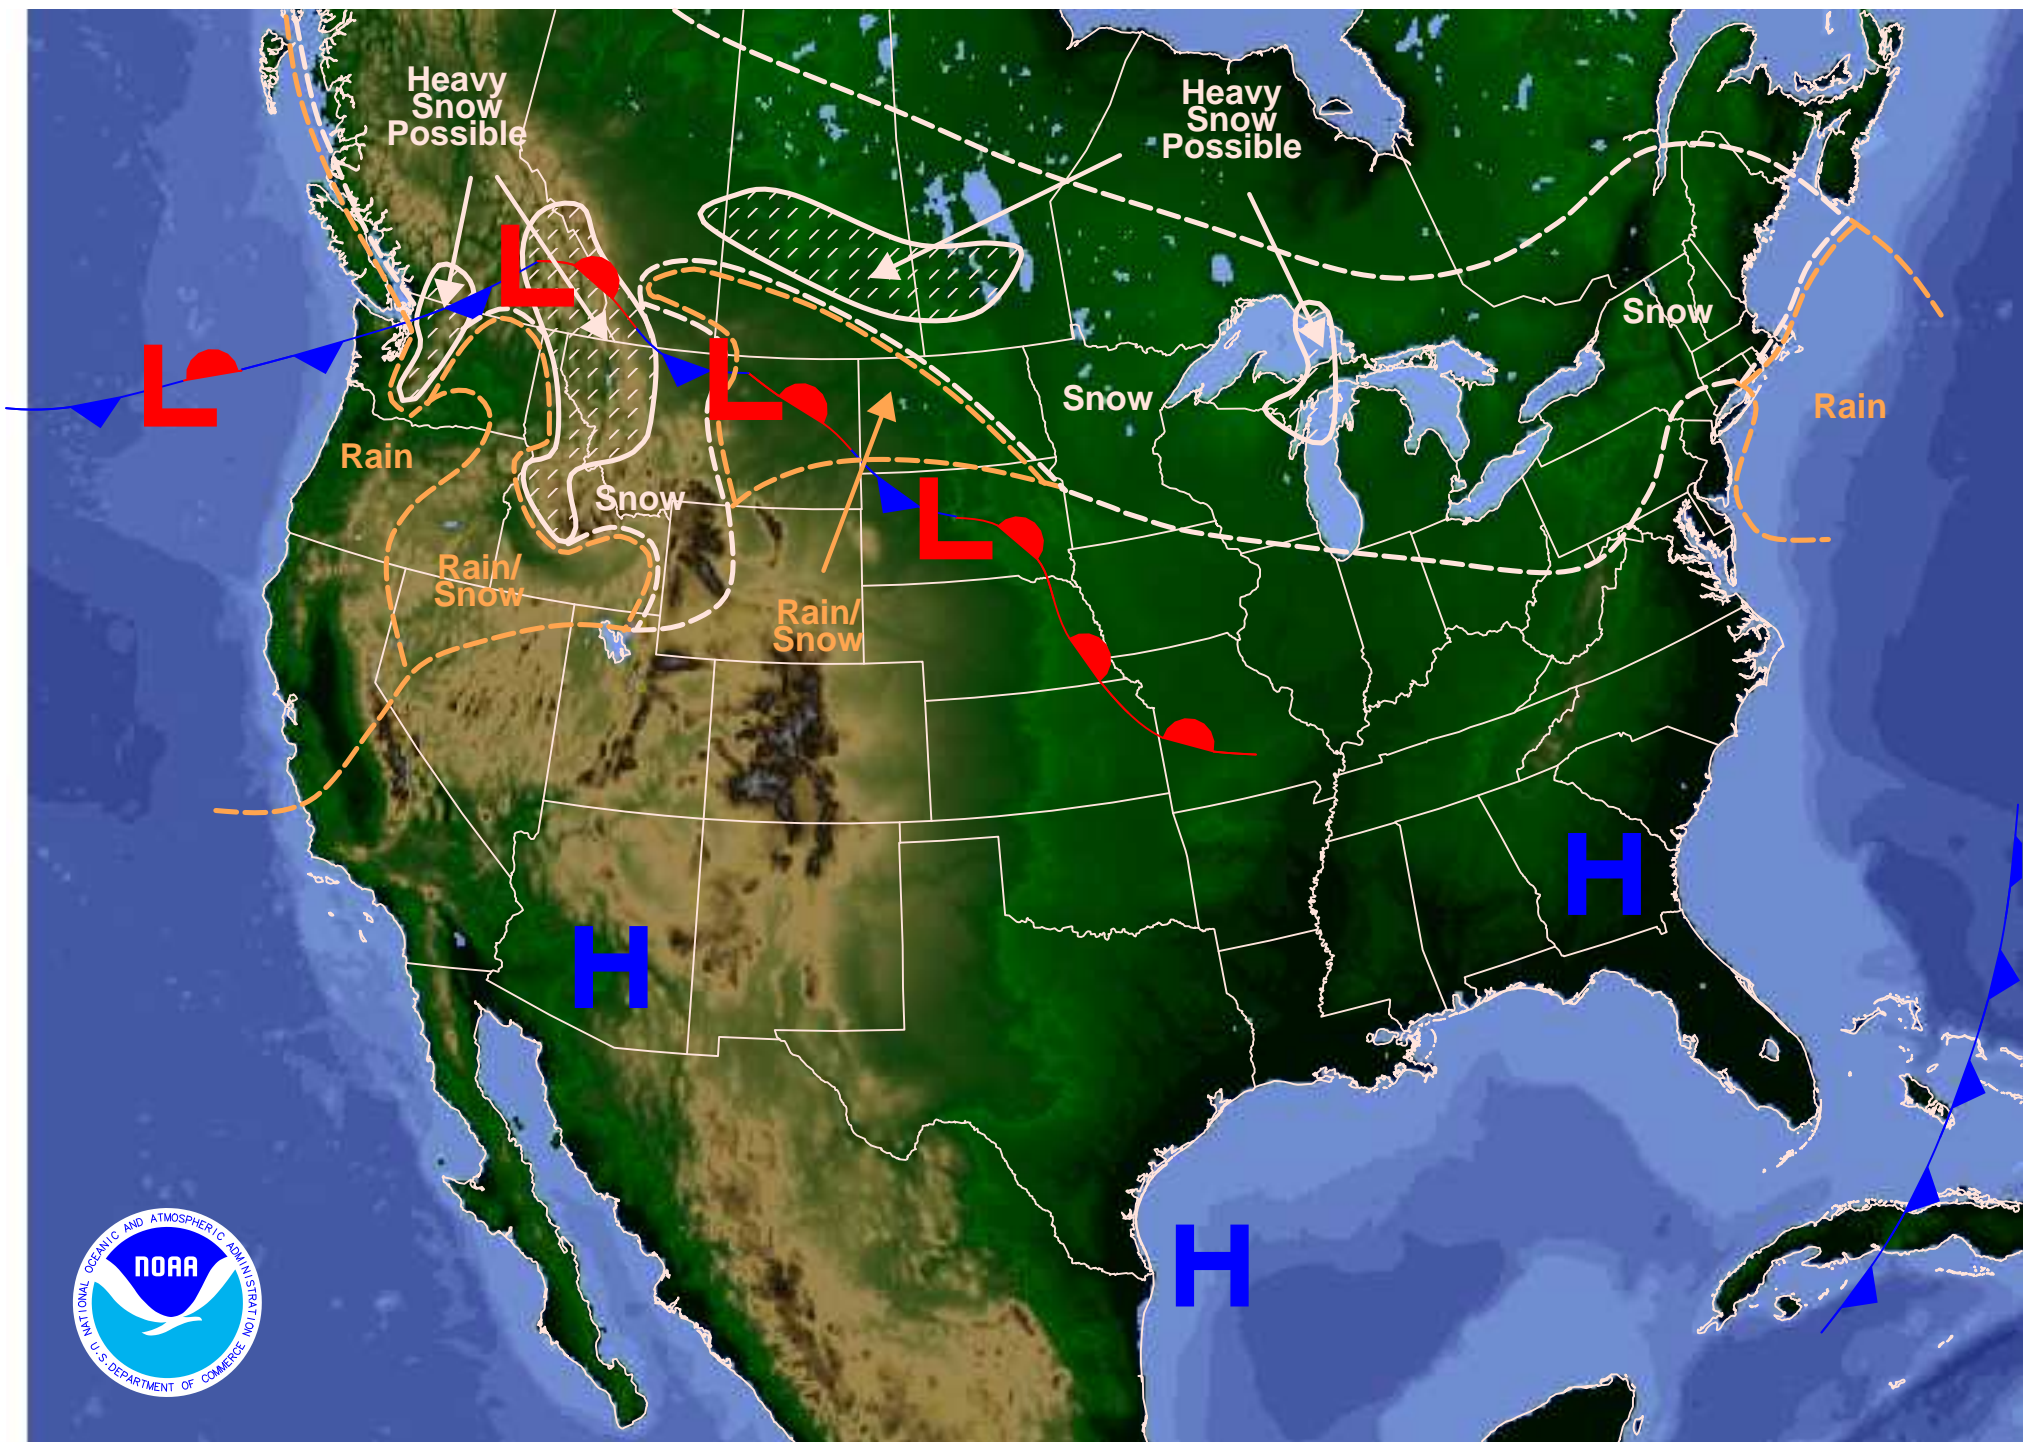 Heavy
Snow
Possible
Heavy
Snow
Possible
L
L
L
L
Snow
Snow
Rain
Rain
Snow
Rain/
Snow
Rain/
Snow
H
H
H
NATIONAL OCEANIC AND ATMOSPHERIC ADMINISTRATION
NOAA
U.S. DEPARTMENT OF COMMERCE